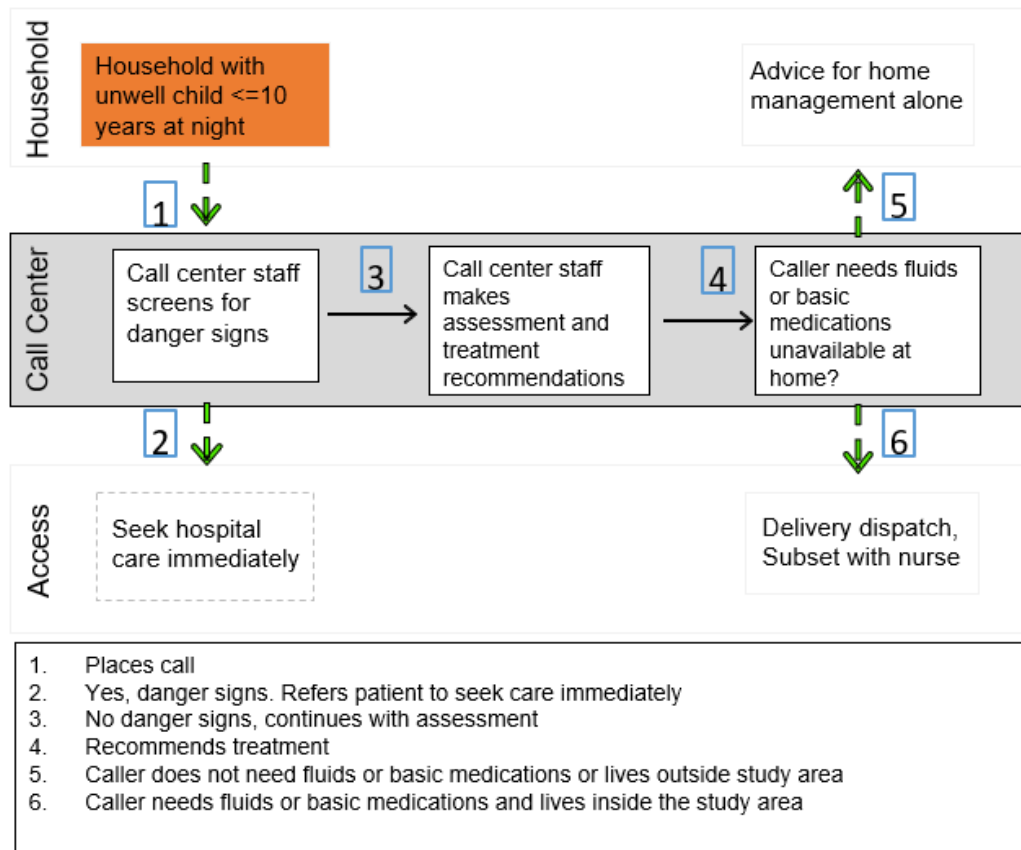 Household
Household with
unwell child <=10
years at night
Advice for home
management alone
1
5
Call Center
Call center staff
screens for
danger signs
3
Call center staff
makes
assessment and
treatment
recommendations
4
Caller needs fluids
or basic
medications
unavailable at
home?
2
6
Access
Seek hospital
care immediately
Delivery dispatch,
Subset with nurse
1. Places call
2. Yes, danger signs. Refers patient to seek care immediately
3. No danger signs, continues with assessment
4. Recommends treatment
5. Caller does not need fluids or basic medications or lives outside study area
6. Caller needs fluids or basic medications and lives inside the study area